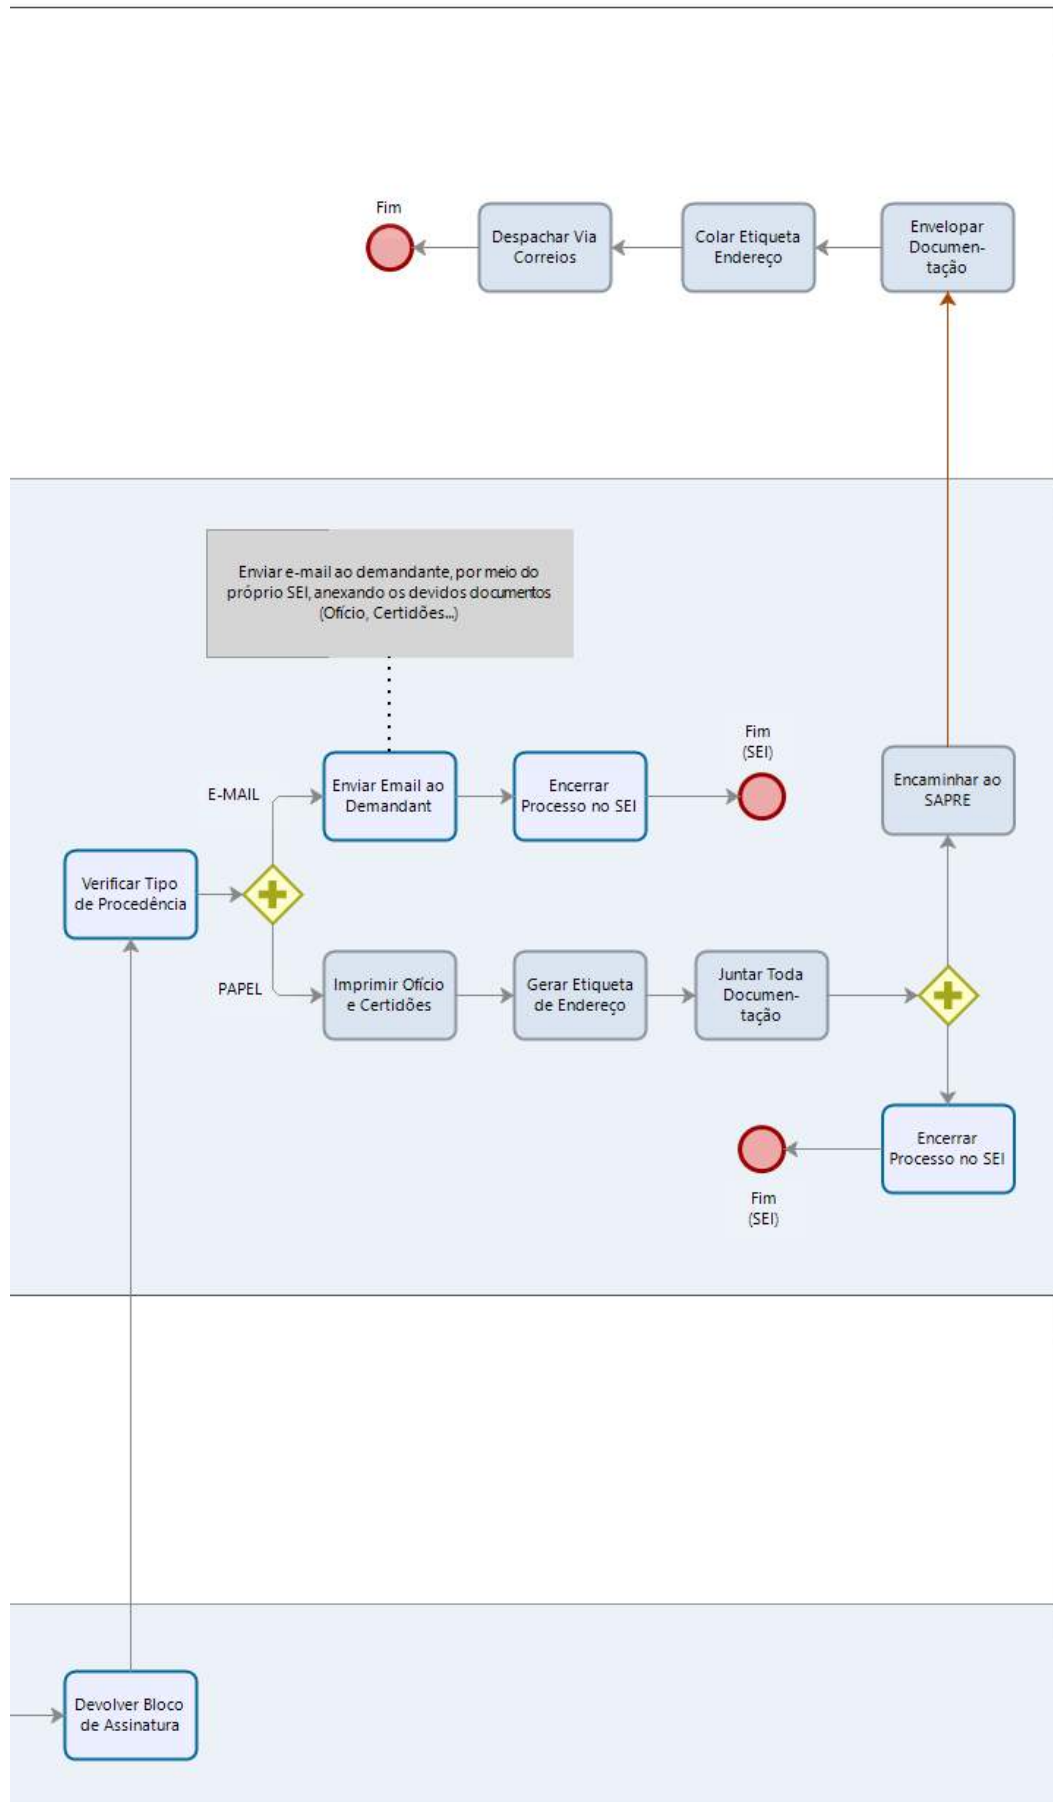 Fim
Despachar Via
Correios
Colar Etiqueta
Endereço
Envelopar
Documen-
tação
Enviar e-mail ao demandante, por meio do
próprio SEI, anexando os devidos documentos
(Ofício, Certidões...)
E-MAIL
Enviar Email ao
Demandant
Encerrar
Processo no SEI
Fim
(SEI)
Encaminhar ao
SAPRE
Verificar Tipo
de Procedência
PAPEL
Imprimir Ofício
e Certidões
Gerar Etiqueta
de Endereço
Juntar Toda
Documen-
tação
Encerrar
Processo no SEI
Fim
(SEI)
Devolver Bloco
de Assinatura